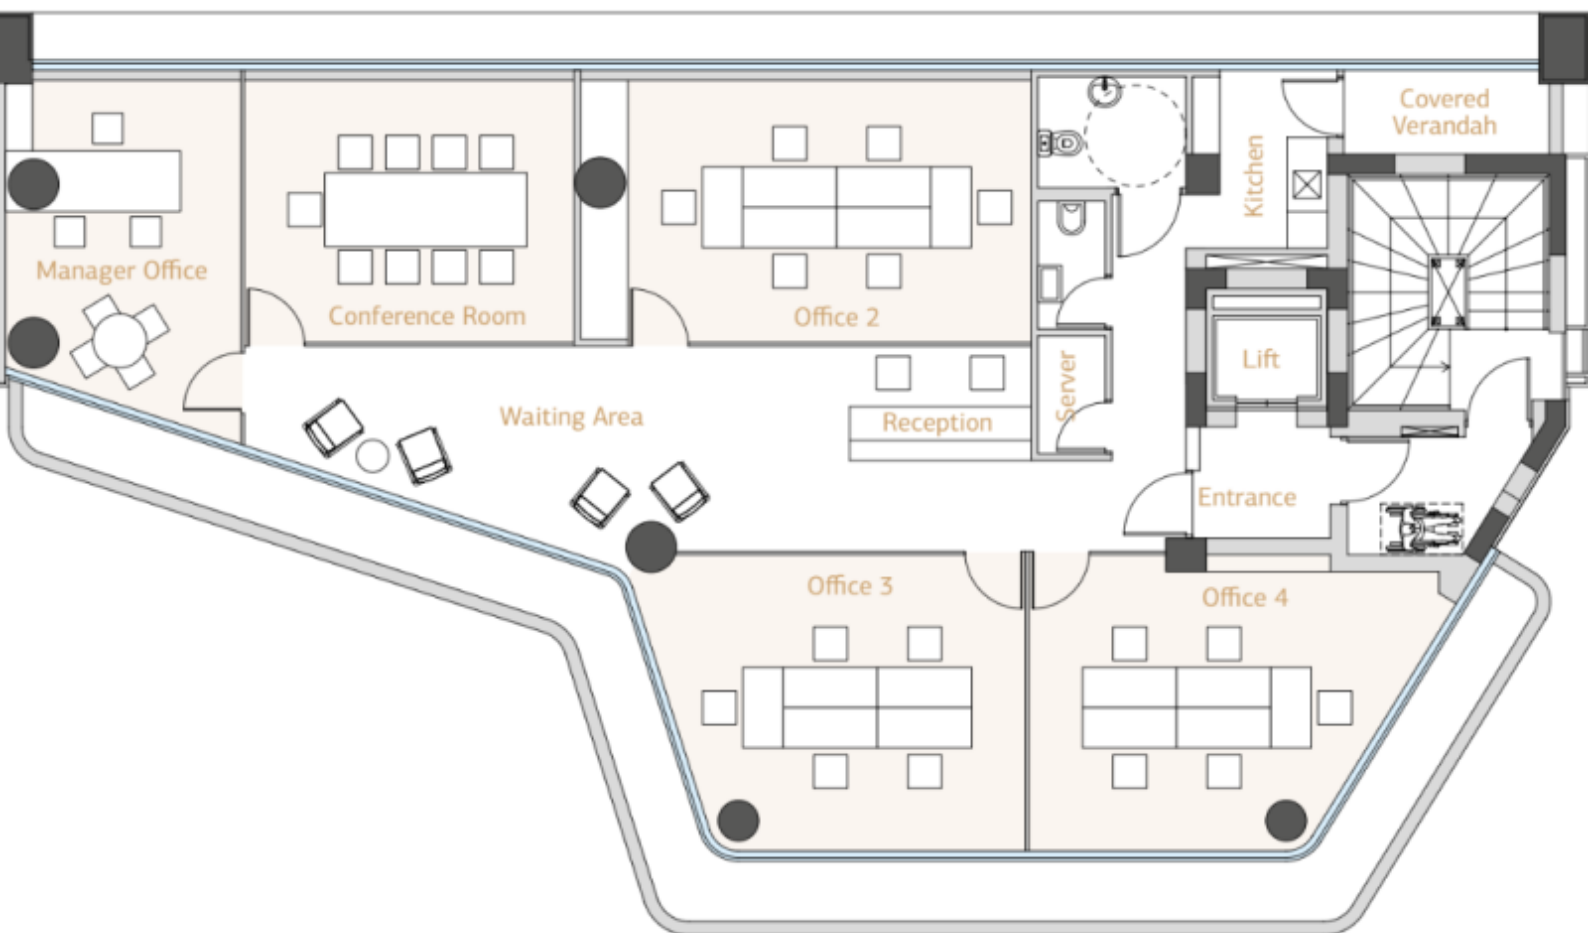 Covered
Verandah
Kitchen
Manager Office
Conference Room
Office 2
Server
Lift
Waiting Area
Reception
Entrance
Office 3
Office 4